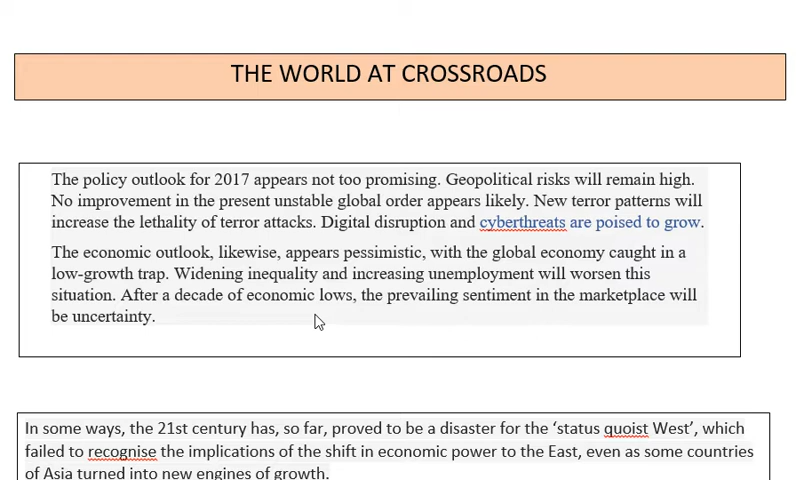 THE WORLD AT CROSSROADS
The policy outlook for 2017 appears not too promising. Geopolitical risks will remain high.
No improvement in the present unstable global order appears likely. New terror patterns will
increase the lethality of terror attacks. Digital disruption and cyberthreats are poised to grow.
The economic outlook, likewise, appears pessimistic, with the global economy caught in a
low-growth trap. Widening inequality and increasing unemployment will worsen this
situation. After a decade of economic lows, the prevailing sentiment in the marketplace will
be uncertainty.
In some ways, the 21st century has, so far, proved to be a disaster for the ‘status quoist West’, which
failed to recognise the implications of the shift in economic power to the East, even as some countries
of Asia turned into new engines of growth.